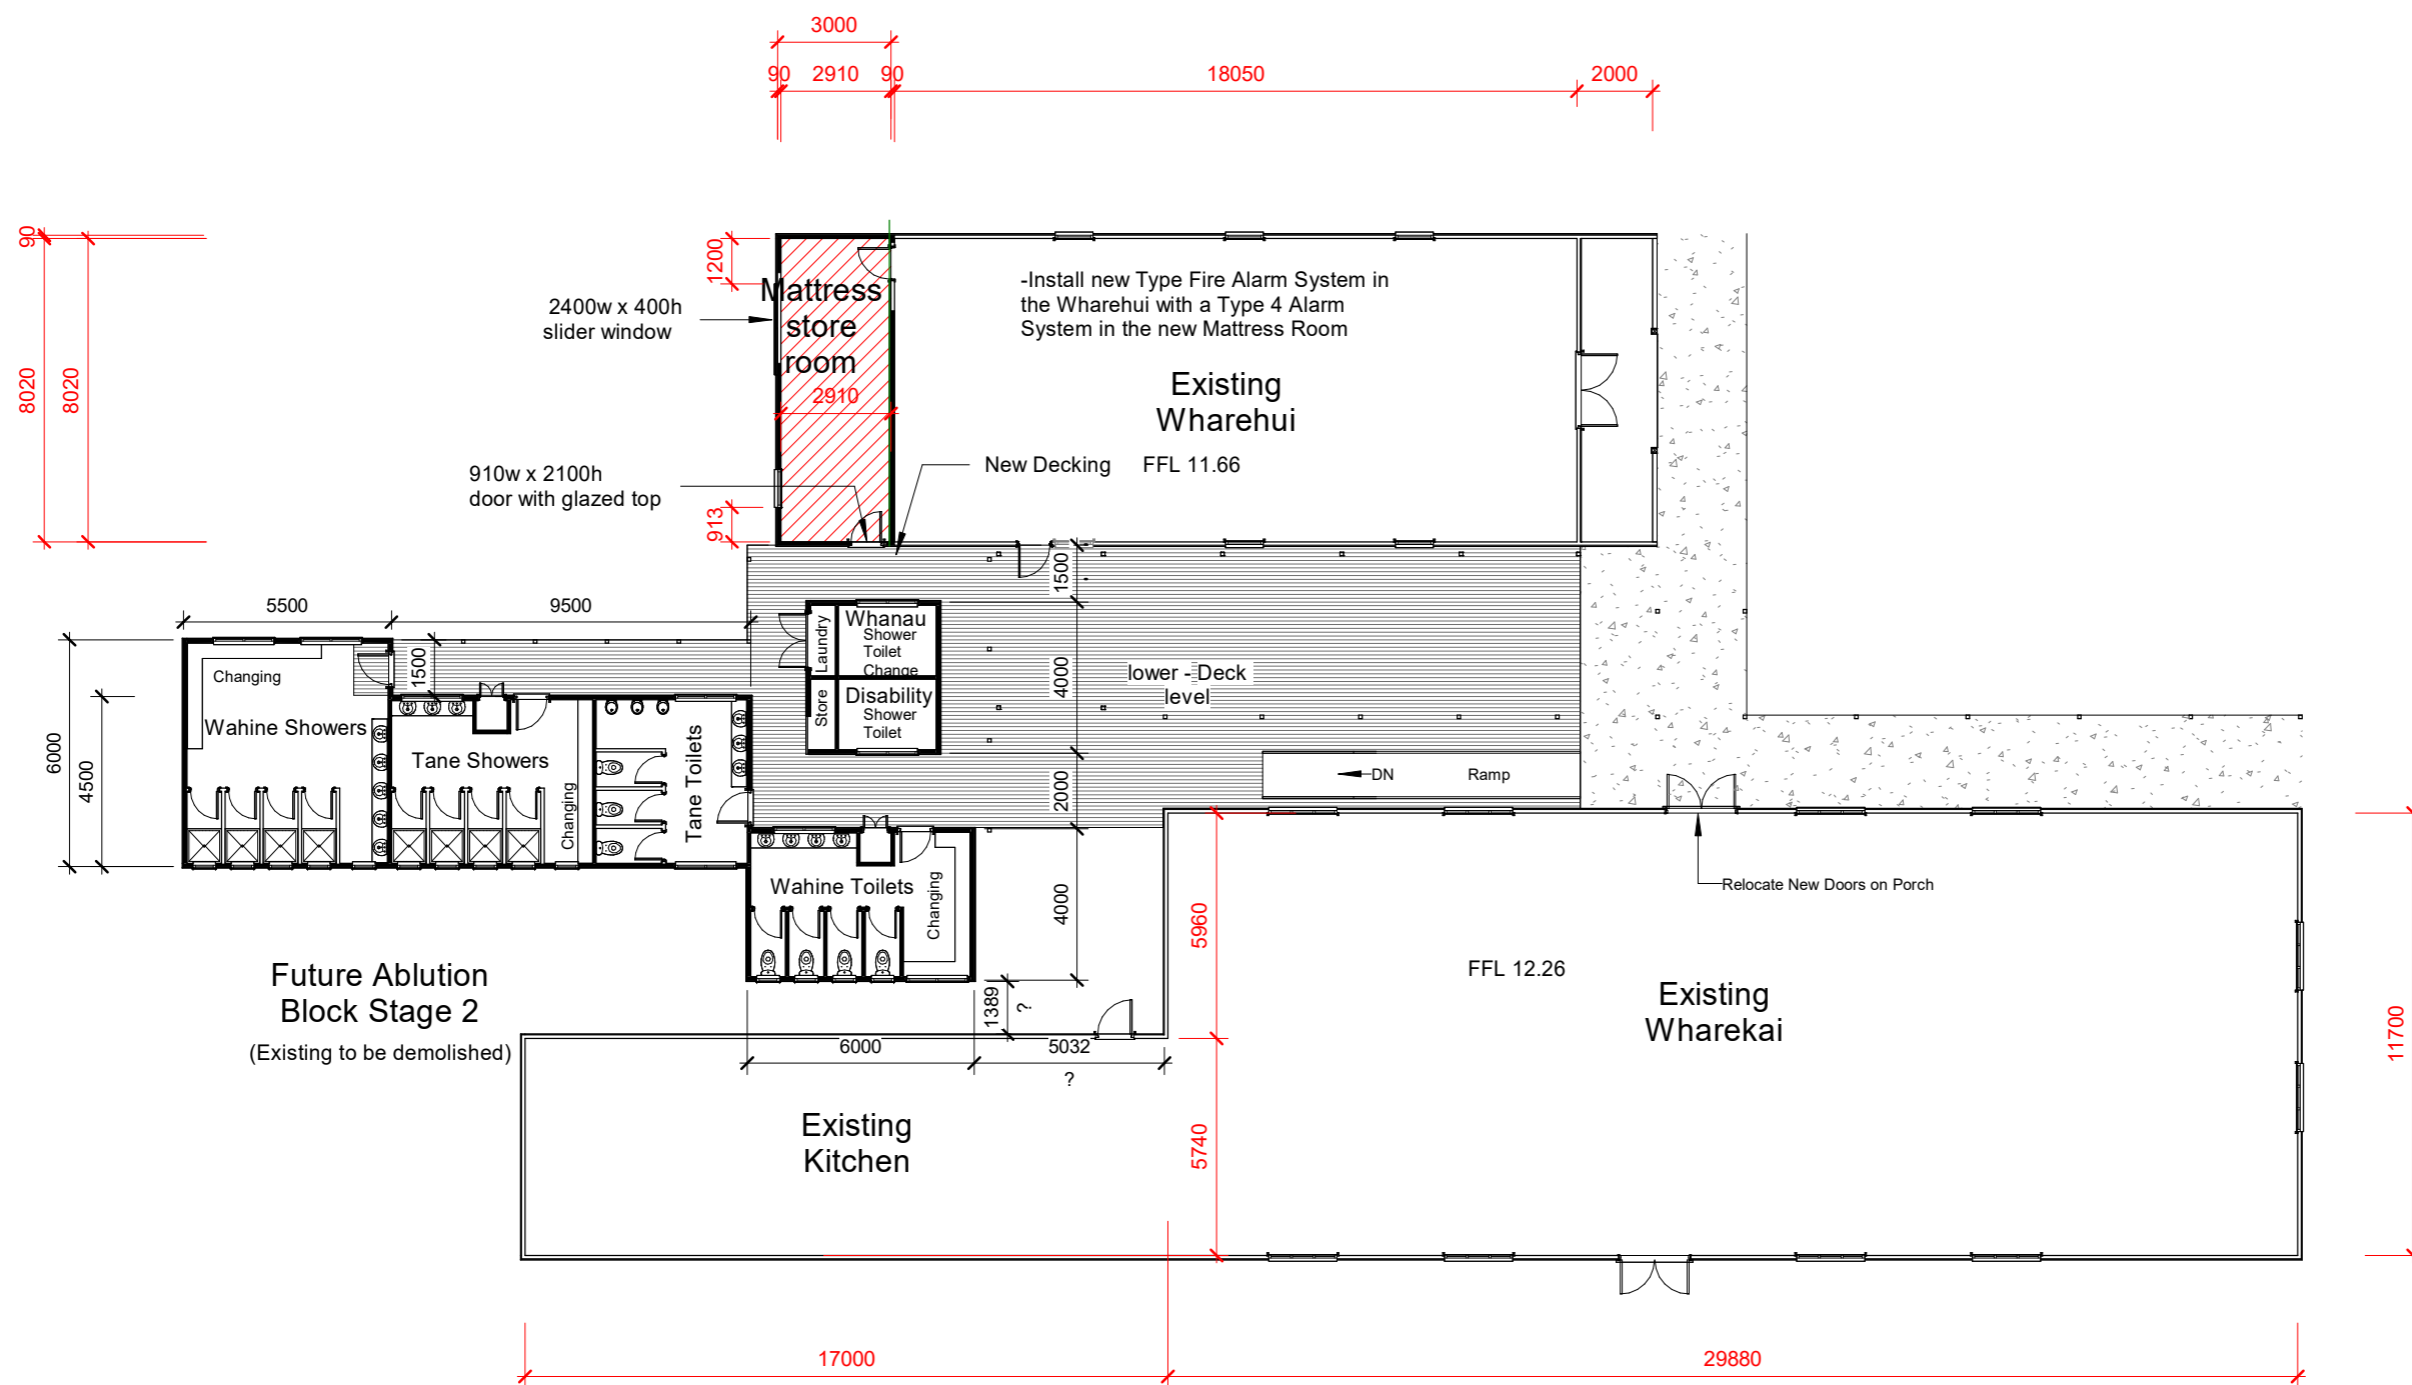 3000
90 2910 90 18050 2000
90
1200
8020
8020
2400w x 400h
slider window
Mattress
store
room
2910
-Install new Type Fire Alarm System in
the Wharehui with a Type 4 Alarm
System in the new Mattress Room
Existing
Wharehui
New Decking
FFL 11.66
910w x 2100h
door with glazed top
913
1500
5500
9500
1500
Laundry
Whanau
Shower
Toilet
Change
Store
Disability
Shower
Toilet
4000
lower - Deck
level
Changing
Wahine Showers
6000
4500
Tane Showers
Changing
Tane Toilets
2000
DN
Ramp
Wahine Toilets
Changing
4000
5960
Relocate New Doors on Porch
FFL 12.26
Existing
Wharekai
11700
Future Ablution
Block Stage 2
(Existing to be demolished)
1389
?
6000
5032
?
Existing
Kitchen
5740
17000
29880